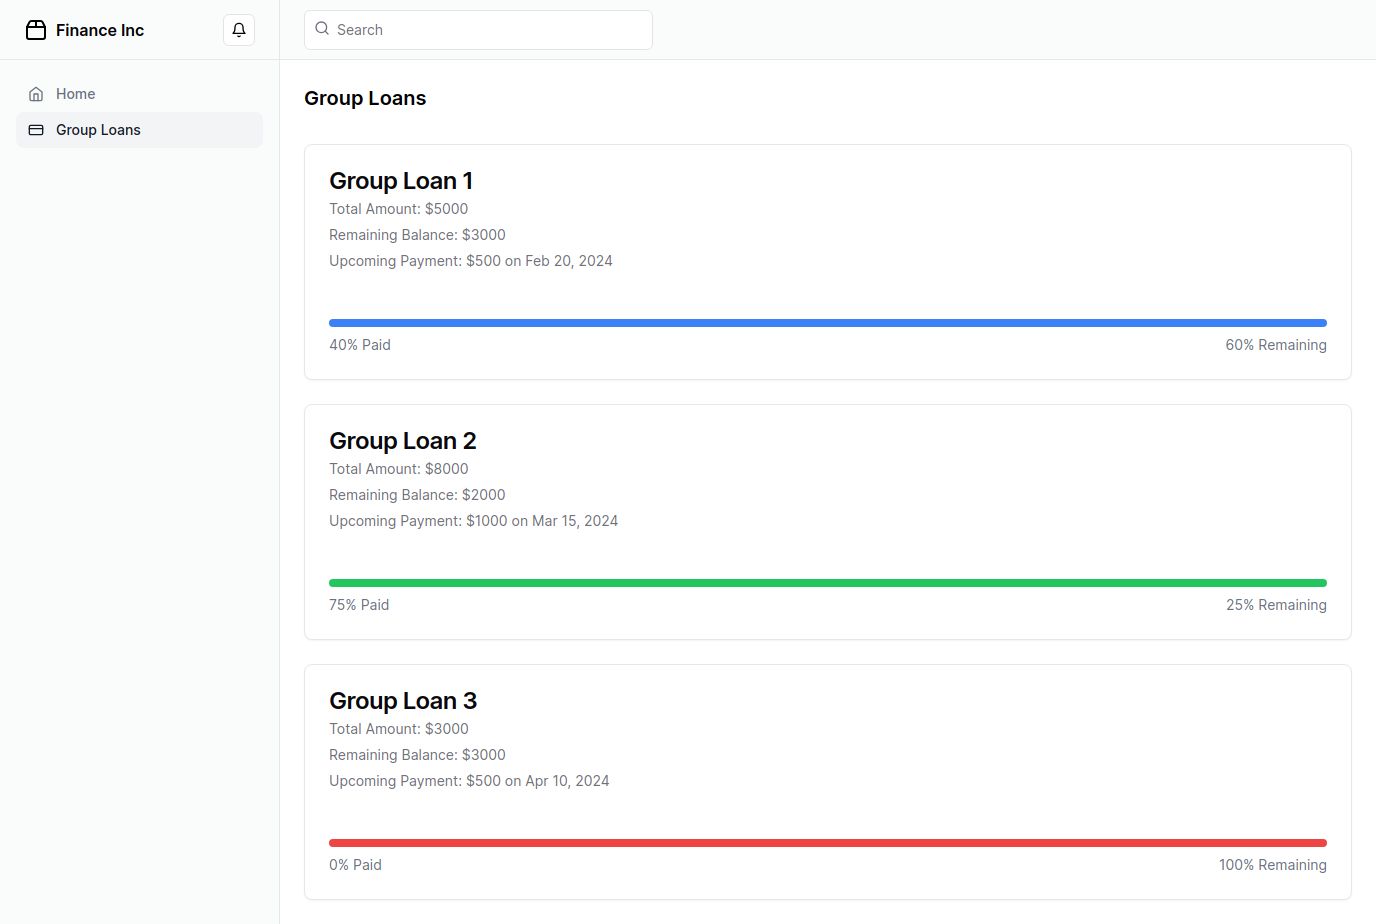 Finance Inc
Search
Home
Group Loans
Group Loans
Group Loan 1
Total Amount: $5000
Remaining Balance: $3000
Upcoming Payment: $500 on Feb 20, 2024
40% Paid
60% Remaining
Group Loan 2
Total Amount: $8000
Remaining Balance: $2000
Upcoming Payment: $1000 on Mar 15, 2024
75% Paid
25% Remaining
Group Loan 3
Total Amount: $3000
Remaining Balance: $3000
Upcoming Payment: $500 on Apr 10, 2024
0% Paid
100% Remaining